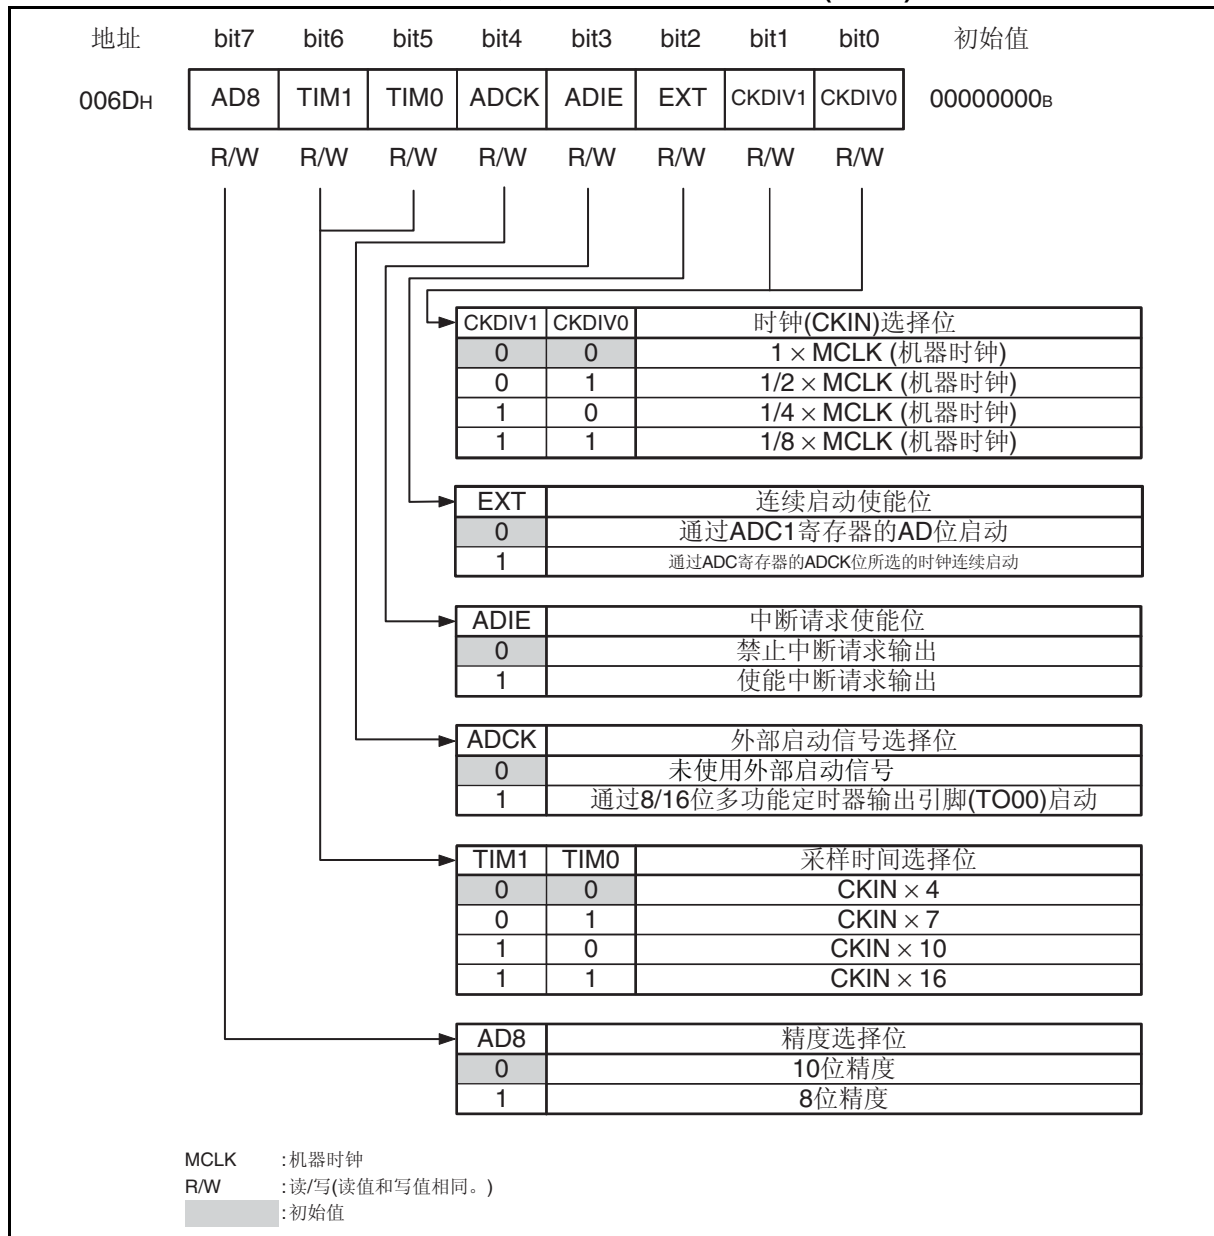 地址 bit7 bit6 bit5 bit4 bit3 bit2 bit1 bit0 初始值
006DH AD8 TIM1 TIM0 ADCK ADIE EXT CKDIV1 CKDIV0 00000000B
R/W R/W R/W R/W R/W R/W R/W R/W
CKDIV1 CKDIV0 时钟(CKIN)选择位
0 0 1 × MCLK (机器时钟)
0 1 1/2 × MCLK (机器时钟)
1 0 1/4 × MCLK (机器时钟)
1 1 1/8 × MCLK (机器时钟)
EXT 连续启动使能位
0 通过ADC1寄存器的AD位启动
1 通过ADC寄存器的ADCK位所选的时钟连续启动
ADIE 中断请求使能位
0 禁止中断请求输出
1 使能中断请求输出
ADCK 外部启动信号选择位
0 未使用外部启动信号
1 通过8/16位多功能定时器输出引脚(TO00)启动
TIM1 TIM0 采样时间选择位
0 0 CKIN × 4
0 1 CKIN × 7
1 0 CKIN × 10
1 1 CKIN × 16
AD8 精度选择位
0 10位精度
1 8位精度
MCLK :机器时钟
R/W :读/写(读值和写值相同。)
:初始值